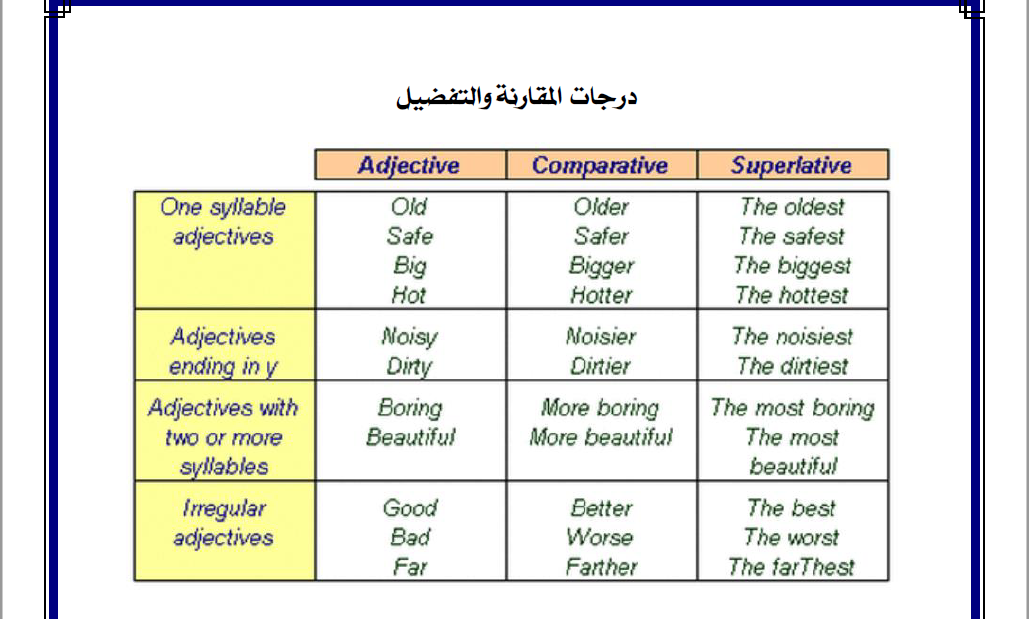 درجات المقارنة والتفضيل
Adjective Comparative Superlative
One syllable Old Older The oldest
adjectives Safe Safer The safest
Big Bigger The biggest
Hot Hotter The hottest
Adjectives Noisy Noisier The noisiest
ending in y Dirty Dirtier The dirtiest
Adjectives with Boring More boring The most boring
two or more Beautiful More beautiful The most
syllables beautiful
Irregular Good Better The best
adjectives Bad Worse The worst
Far Farther The farThest